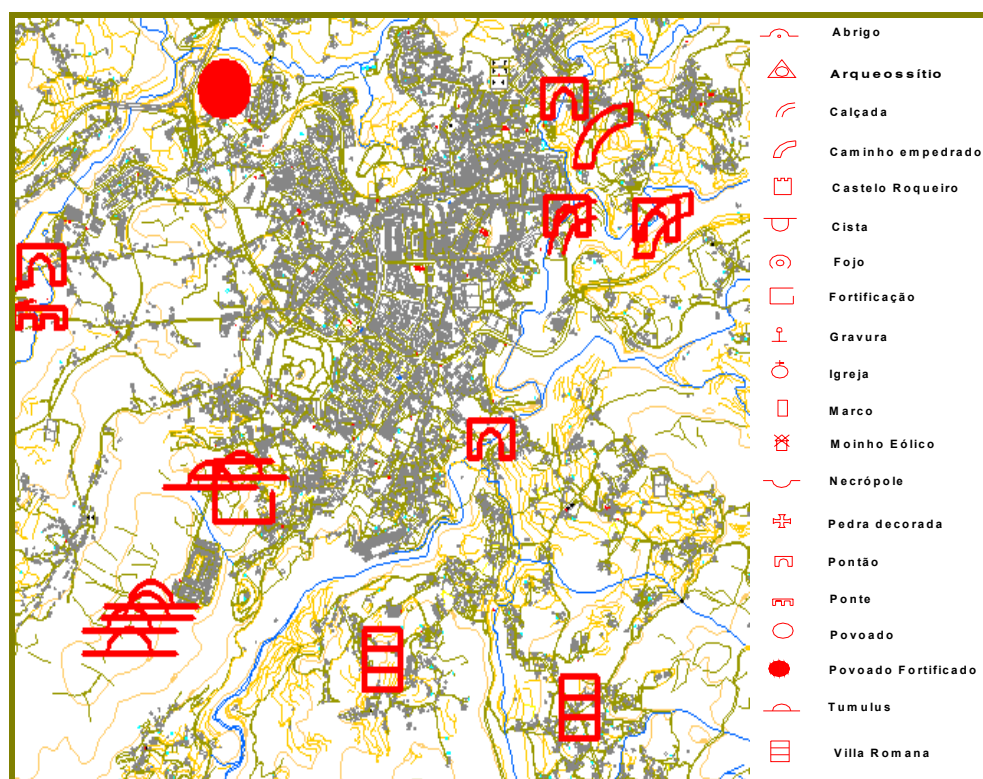 Abrigo
Arqueossítio
Calçada
Caminho empedrado
Castelo Roqueiro
Cista
Fojo
Fortificação
Gravura
Igreja
Marco
Moinho Eólico
Necrópole
Pedra decorada
Pontão
Ponte
Povoado
Povoado Fortificado
Tumulus
Villa Romana